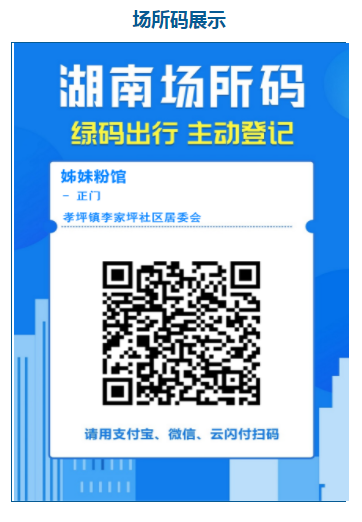 场所码展示
湖南场所码
绿码出行 主动登记
姊妹粉馆
- 正门
孝坪镇李家坪社区居委会
请用支付宝、微信、云闪付扫码